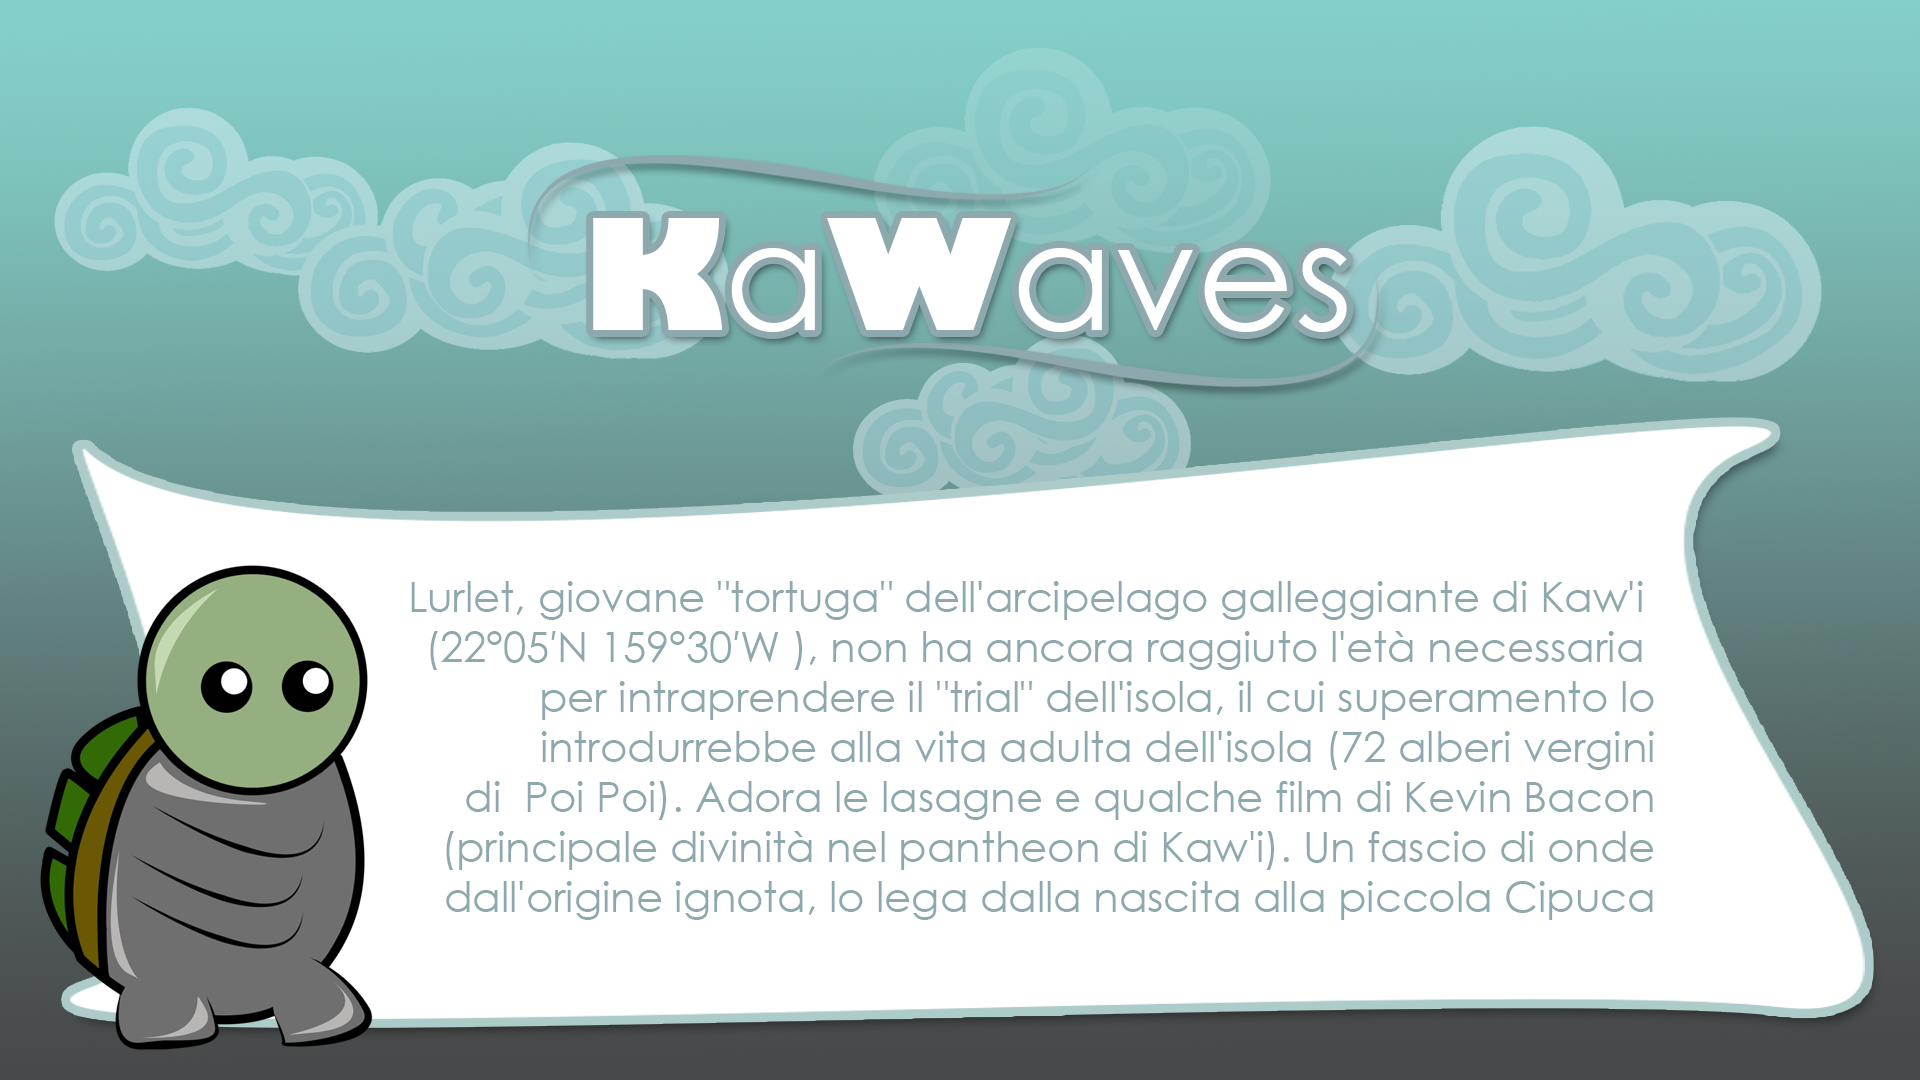 KaWaves
Lurlet, giovane "tortuga" dell'arcipelago galleggiante di Kaw'i
(22°05′N 159°30′W ), non ha ancora raggiuto l'età necessaria
per intraprendere il "trial" dell'isola, il cui superamento lo
introdurrebbe alla vita adulta dell'isola (72 alberi vergini
di  Poi Poi). Adora le lasagne e qualche film di Kevin Bacon
(principale divinità nel pantheon di Kaw'i). Un fascio di onde
dall'origine ignota, lo lega dalla nascita alla piccola Cipuca